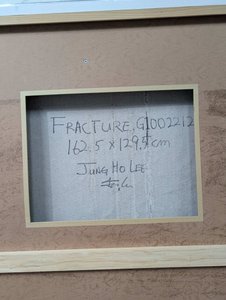 FRACTURE, G1002212
162.5 × 129.5 cm
JUNG HO LEE